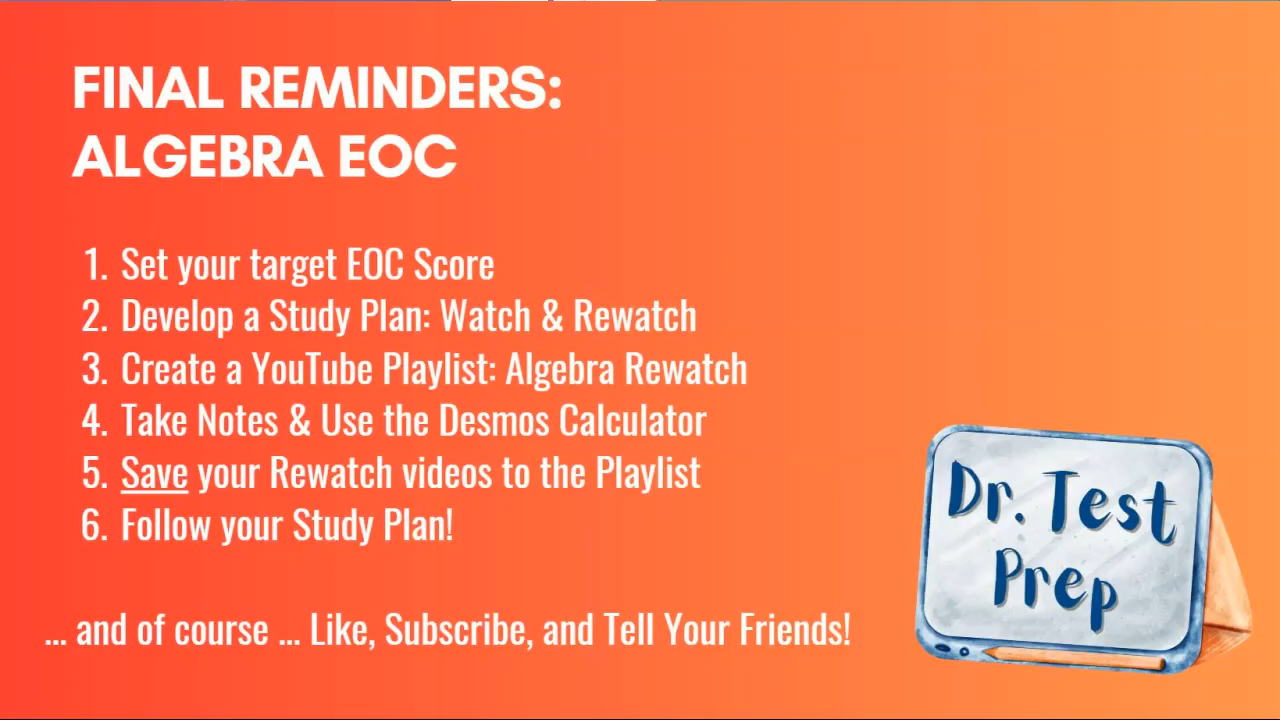 FINAL REMINDERS:
ALGEBRA EOC
1. Set your target EOC Score
2. Develop a Study Plan: Watch & Rewatch
3. Create a YouTube Playlist: Algebra Rewatch
4. Take Notes & Use the Desmos Calculator
5. Save your Rewatch videos to the Playlist
6. Follow your Study Plan!
... and of course ... Like, Subscribe, and Tell Your Friends!
Dr. Test
Prep